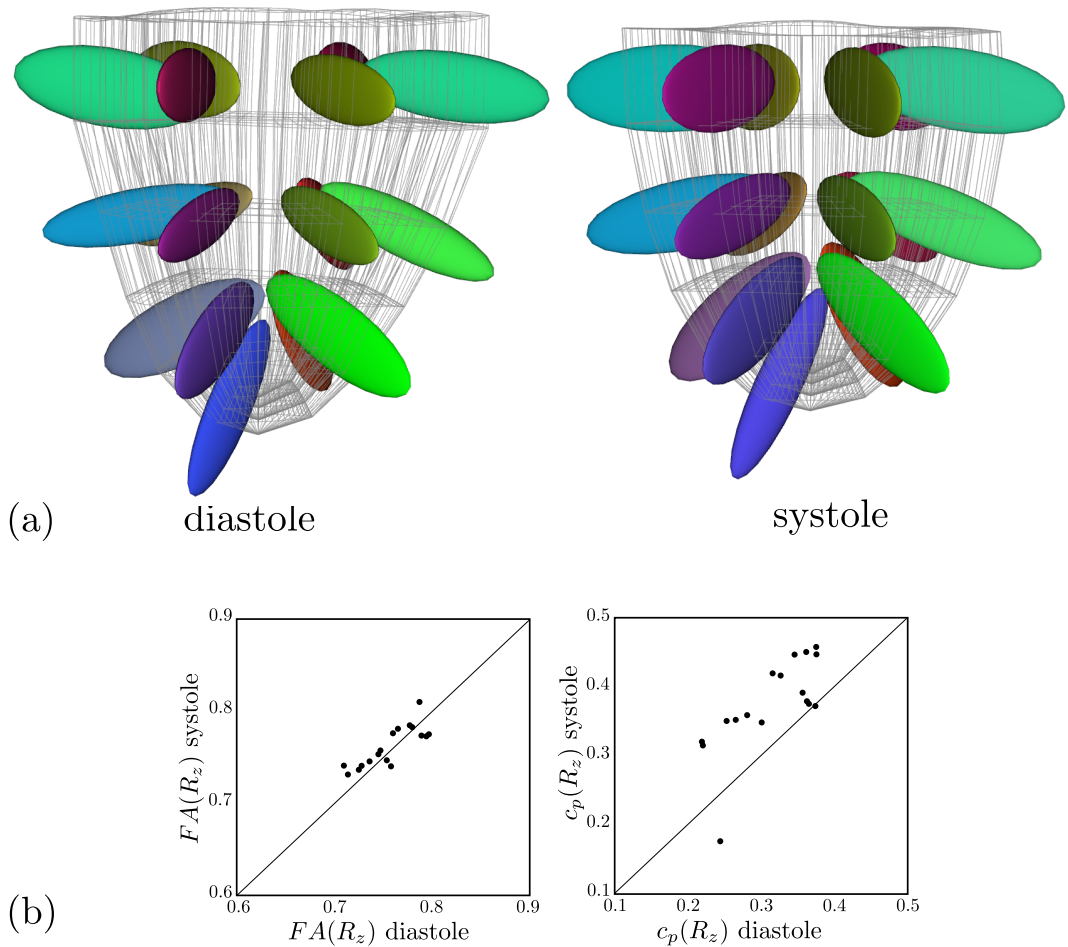 (a)
diastole
systole
(b)
0.9
0.8
0.7
0.6
FA(R_z) systole
0.6
0.7
0.8
0.9
FA(R_z) diastole
0.5
0.4
0.3
0.2
0.1
c_p(R_z) systole
0.1
0.2
0.3
0.4
0.5
c_p(R_z) diastole